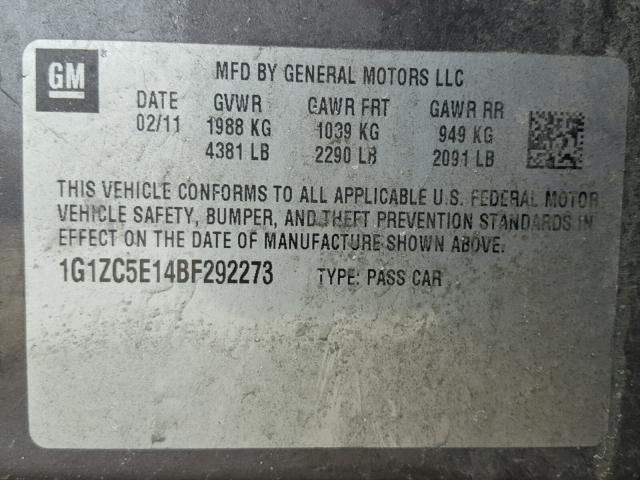 GM ®
MFD BY GENERAL MOTORS LLC
DATE GVWR GAWR FRT GAWR RR
02/11 1988 KG 1039 KG 949 KG
4381 LB 2290 LB 2091 LB
THIS VEHICLE CONFORMS TO ALL APPLICABLE U.S. FEDERAL MOTOR
VEHICLE SAFETY, BUMPER, AND THEFT PREVENTION STANDARDS IN
EFFECT ON THE DATE OF MANUFACTURE SHOWN ABOVE.
1G1ZC5E14BF292273 TYPE: PASS CAR